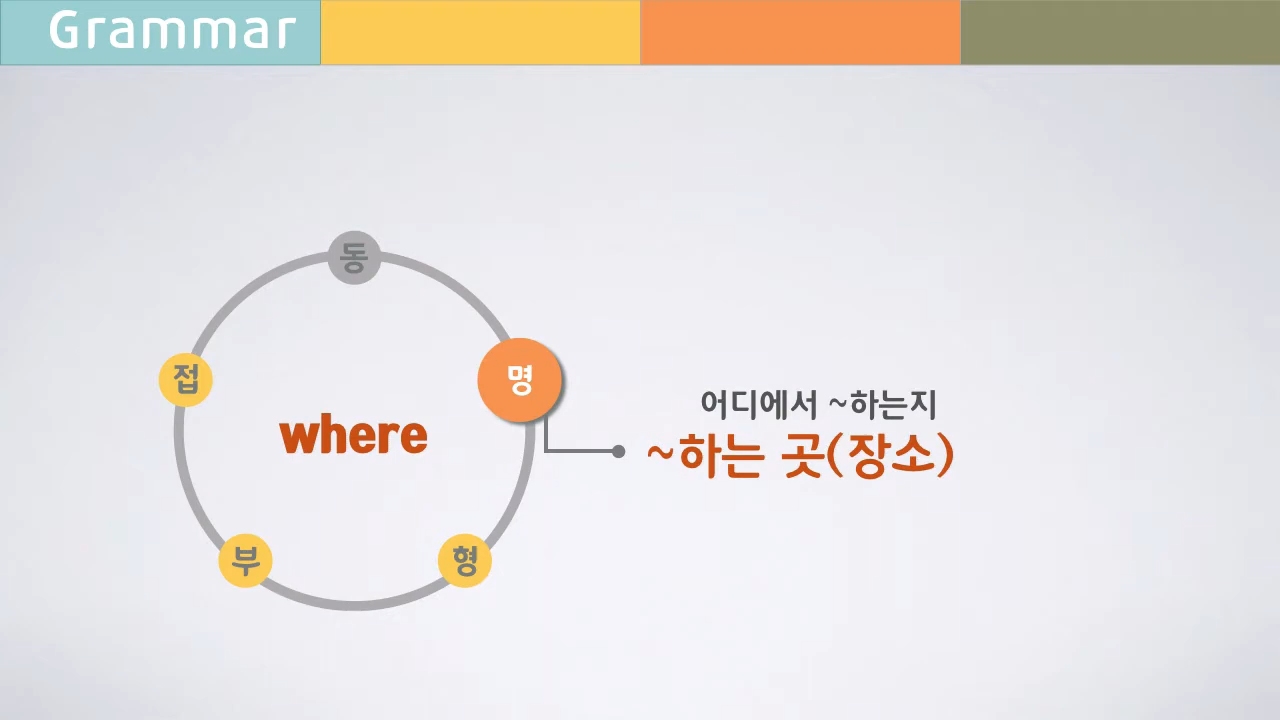 Grammar
동
접
명
where
어디에서 ~하는지
~하는 곳(장소)
부
형